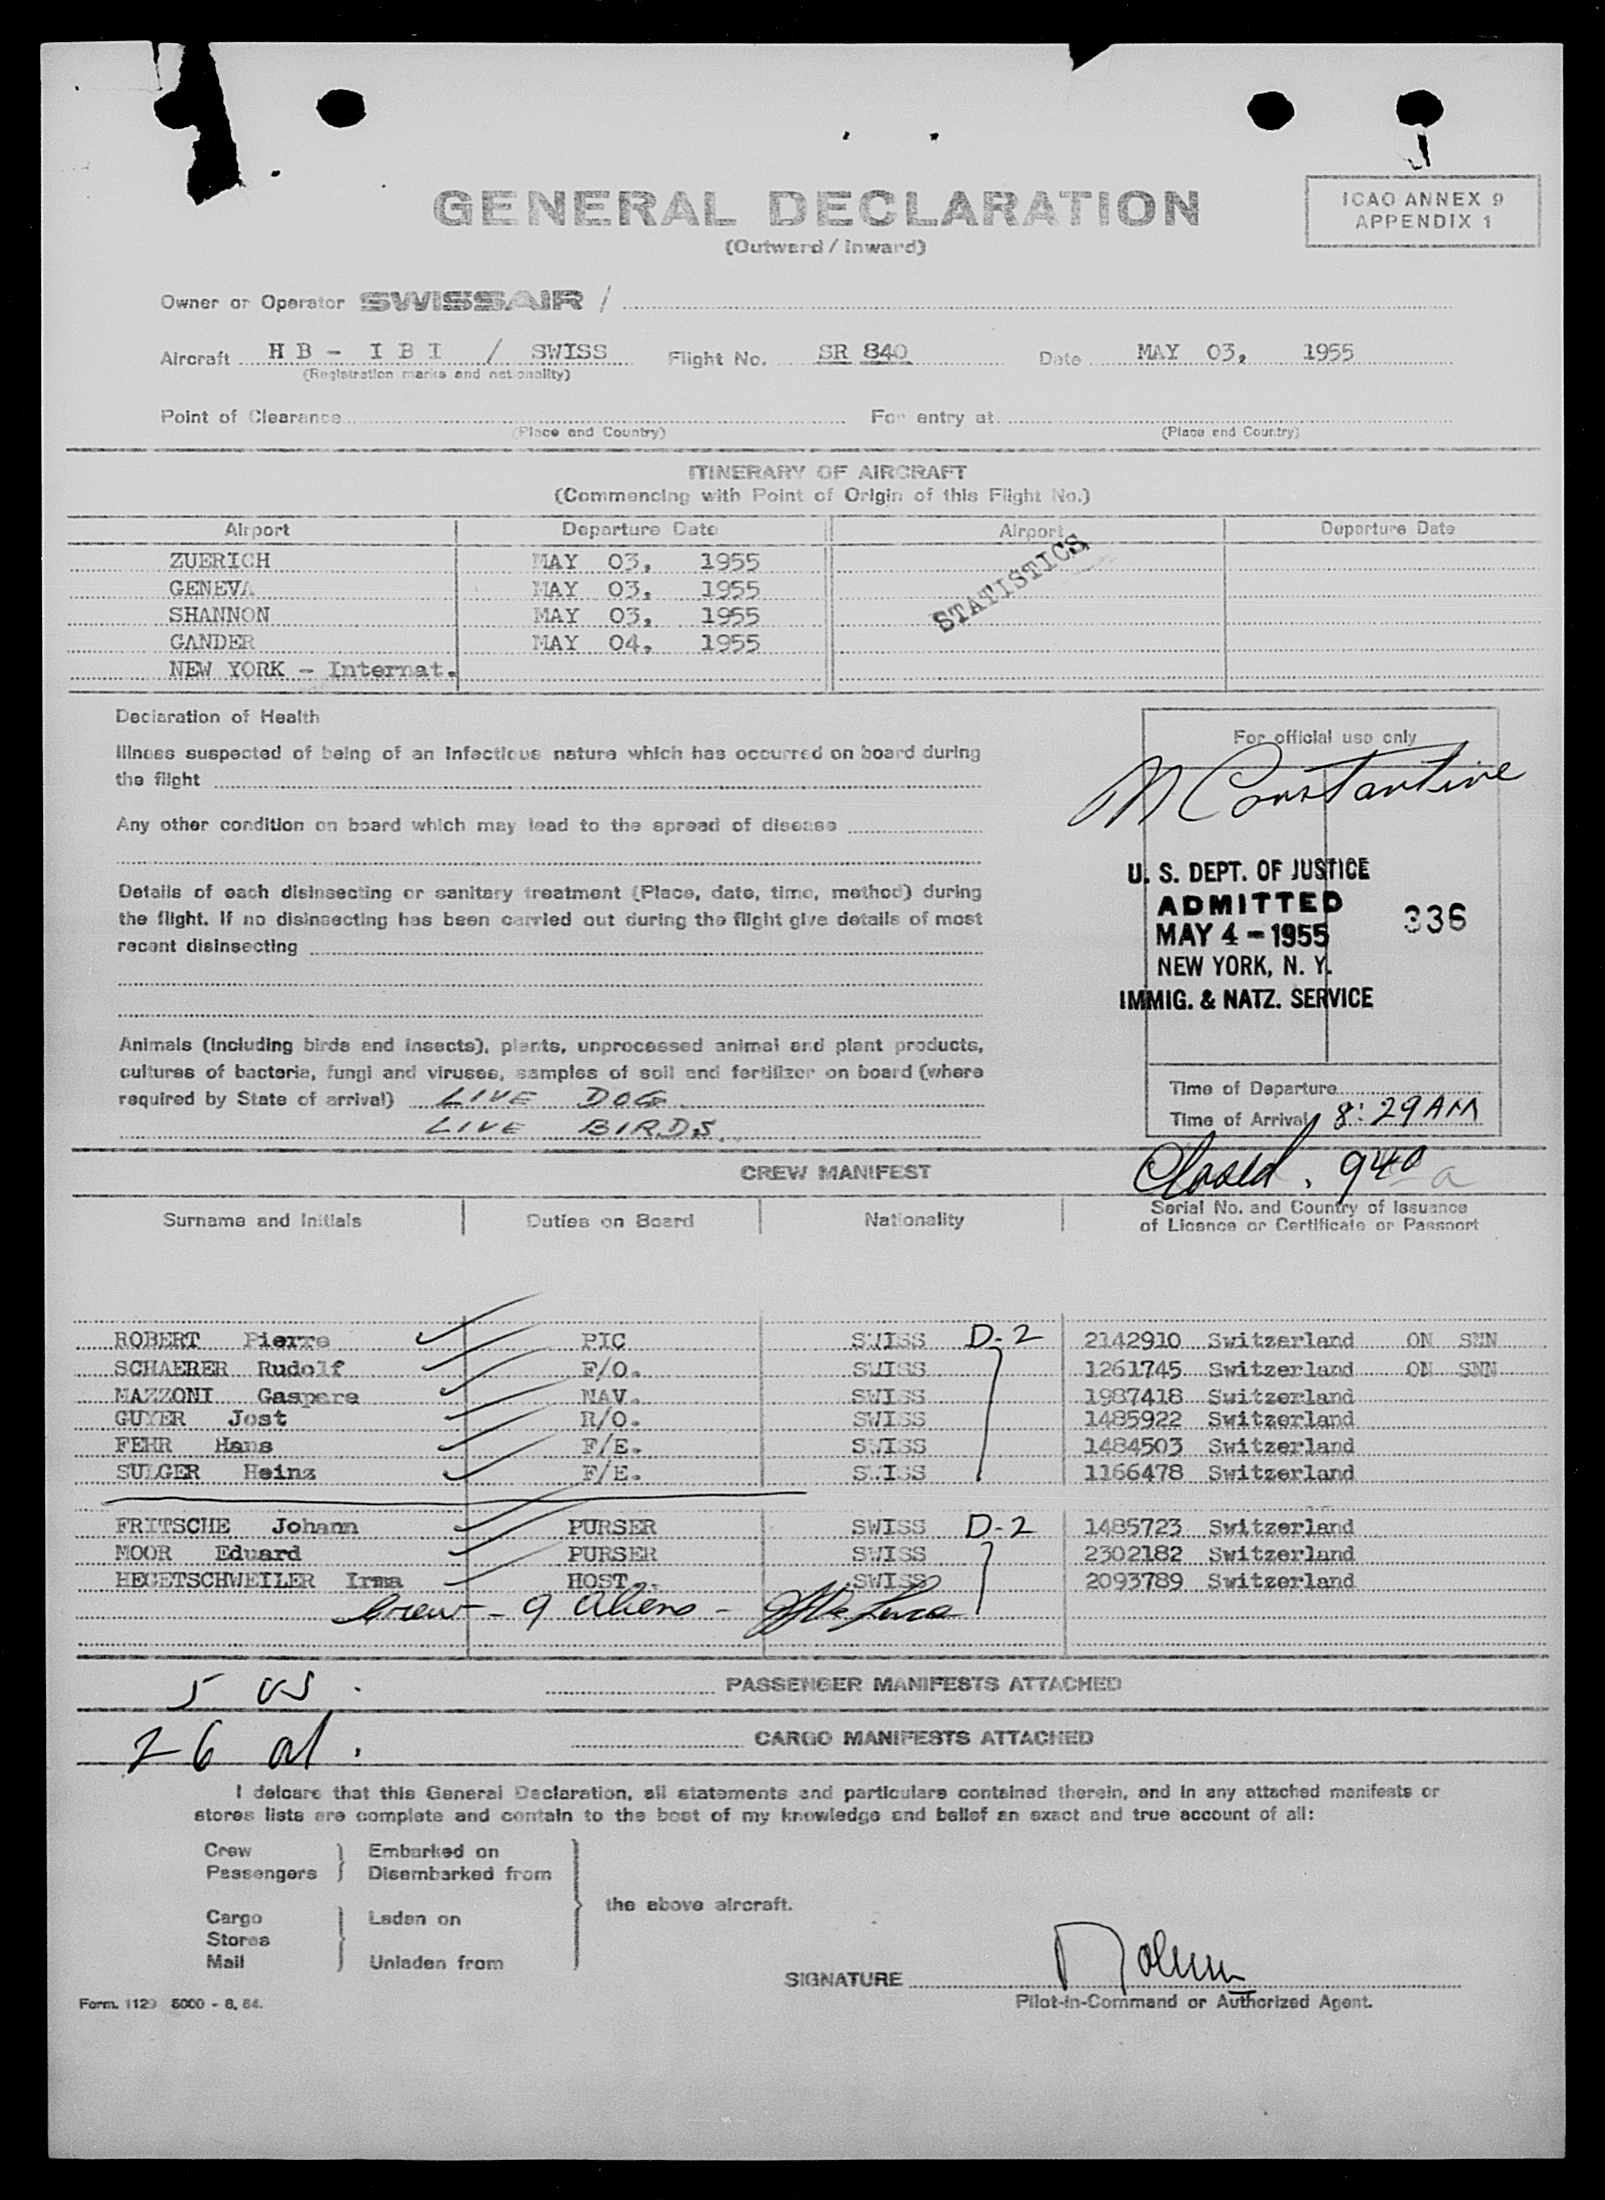 GENERAL DECLARATION
(Outward / Inward)
ICAO ANNEX 9
APPENDIX 1
Owner or Operator SWISSAIR /
Aircraft HB - IBI / SWISS Flight No. SR 840 Date MAY 03, 1955
(Registration marks and nationality)
Point of Clearance For entry at
(Place and Country) (Place and Country)
ITINERARY OF AIRCRAFT
(Commencing with Point of Origin of this Flight No.)
Airport Departure Date Airport Departure Date
STATISTICS
ZUERICH MAY 03, 1955
GENEVA MAY 03, 1955
SHANNON MAY 03, 1955
GANDER MAY 04, 1955
NEW YORK - Internat.
Declaration of Health
Illness suspected of being of an infectious nature which has occurred on board during
the flight
Any other condition on board which may lead to the spread of disease
Details of each disinsecting or sanitary treatment (Place, date, time, method) during
the flight. If no disinsecting has been carried out during the flight give details of most
recent disinsecting
Animals (including birds and insects), plants, unprocessed animal and plant products,
cultures of bacteria, fungi and viruses, samples of soil and fertilizer on board (where
required by State of arrival) LIVE DOG
LIVE BIRDS
For official use only
M Constantine
U. S. DEPT. OF JUSTICE
ADMITTED
336
MAY 4 - 1955
NEW YORK, N. Y.
IMMIG. & NATZ. SERVICE
Time of Departure
Time of Arrival 8:29 AM
Closed. 940 a
CREW MANIFEST
Surname and Initials Duties on Board Nationality Serial No. and Country of Issuance
of Licence or Certificate or Passport
ROBERT Pierre PIC SWISS D-2 2142910 Switzerland ON SNN
SCHAERER Rudolf F/O. SWISS 1261745 Switzerland ON SNN
MAZZONI Gaspare NAV. SWISS 1987418 Switzerland
GUYER Jost R/O. SWISS 1485922 Switzerland
FEHR Hans F/E. SWISS 1484503 Switzerland
SULGER Heinz F/E. SWISS 1166478 Switzerland
FRITSCHE Johann PURSER SWISS D-2 1485723 Switzerland
MOOR Eduard PURSER SWISS 2302182 Switzerland
HEGETSCHWEILER Irma HOST. SWISS 2093789 Switzerland
Crew - 9 aliens -
5 US. PASSENGER MANIFESTS ATTACHED
26 al. CARGO MANIFESTS ATTACHED
I delcare that this General Declaration, all statements and particulars contained therein, and in any attached manifests or
stores lists are complete and contain to the best of my knowledge and belief an exact and true account of all:
Crew Embarked on
Passengers Disembarked from
the above aircraft.
Cargo Laden on
Stores
Mail Unladen from
SIGNATURE
Pilot-in-Command or Authorized Agent.
Form. 1129 5000 - 8. 54.